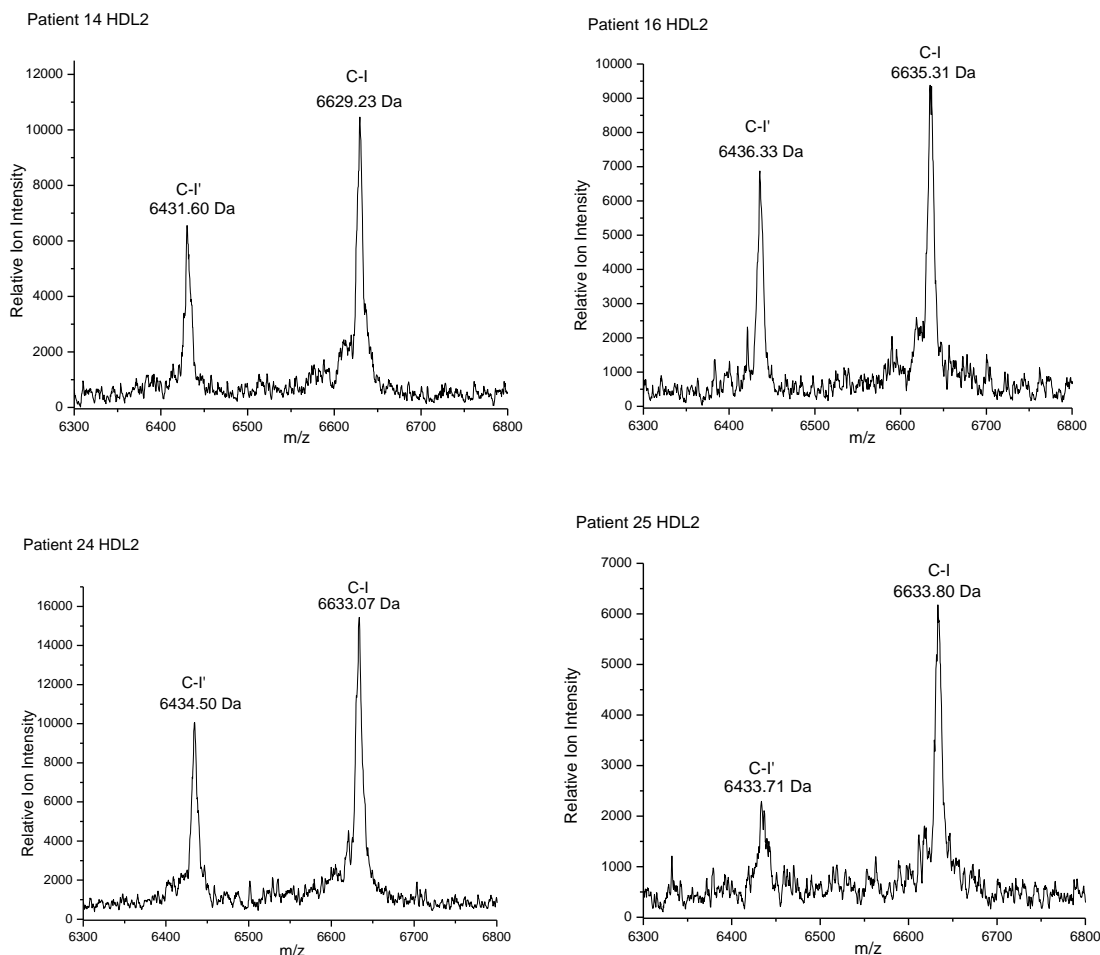 Patient 14 HDL2
12000
10000
8000
6000
4000
2000
0
Relative Ion Intensity
C-I'
6431.60 Da
C-I
6629.23 Da
6300 6400 6500 6600 6700 6800
m/z
Patient 16 HDL2
10000
9000
8000
7000
6000
5000
4000
3000
2000
1000
0
Relative Ion Intensity
C-I'
6436.33 Da
C-I
6635.31 Da
6300 6400 6500 6600 6700 6800
m/z
Patient 24 HDL2
16000
14000
12000
10000
8000
6000
4000
2000
0
Relative Ion Intensity
C-I'
6434.50 Da
C-I
6633.07 Da
6300 6400 6500 6600 6700 6800
m/z
Patient 25 HDL2
7000
6000
5000
4000
3000
2000
1000
0
Relative Ion Intensity
C-I'
6433.71 Da
C-I
6633.80 Da
6300 6400 6500 6600 6700 6800
m/z